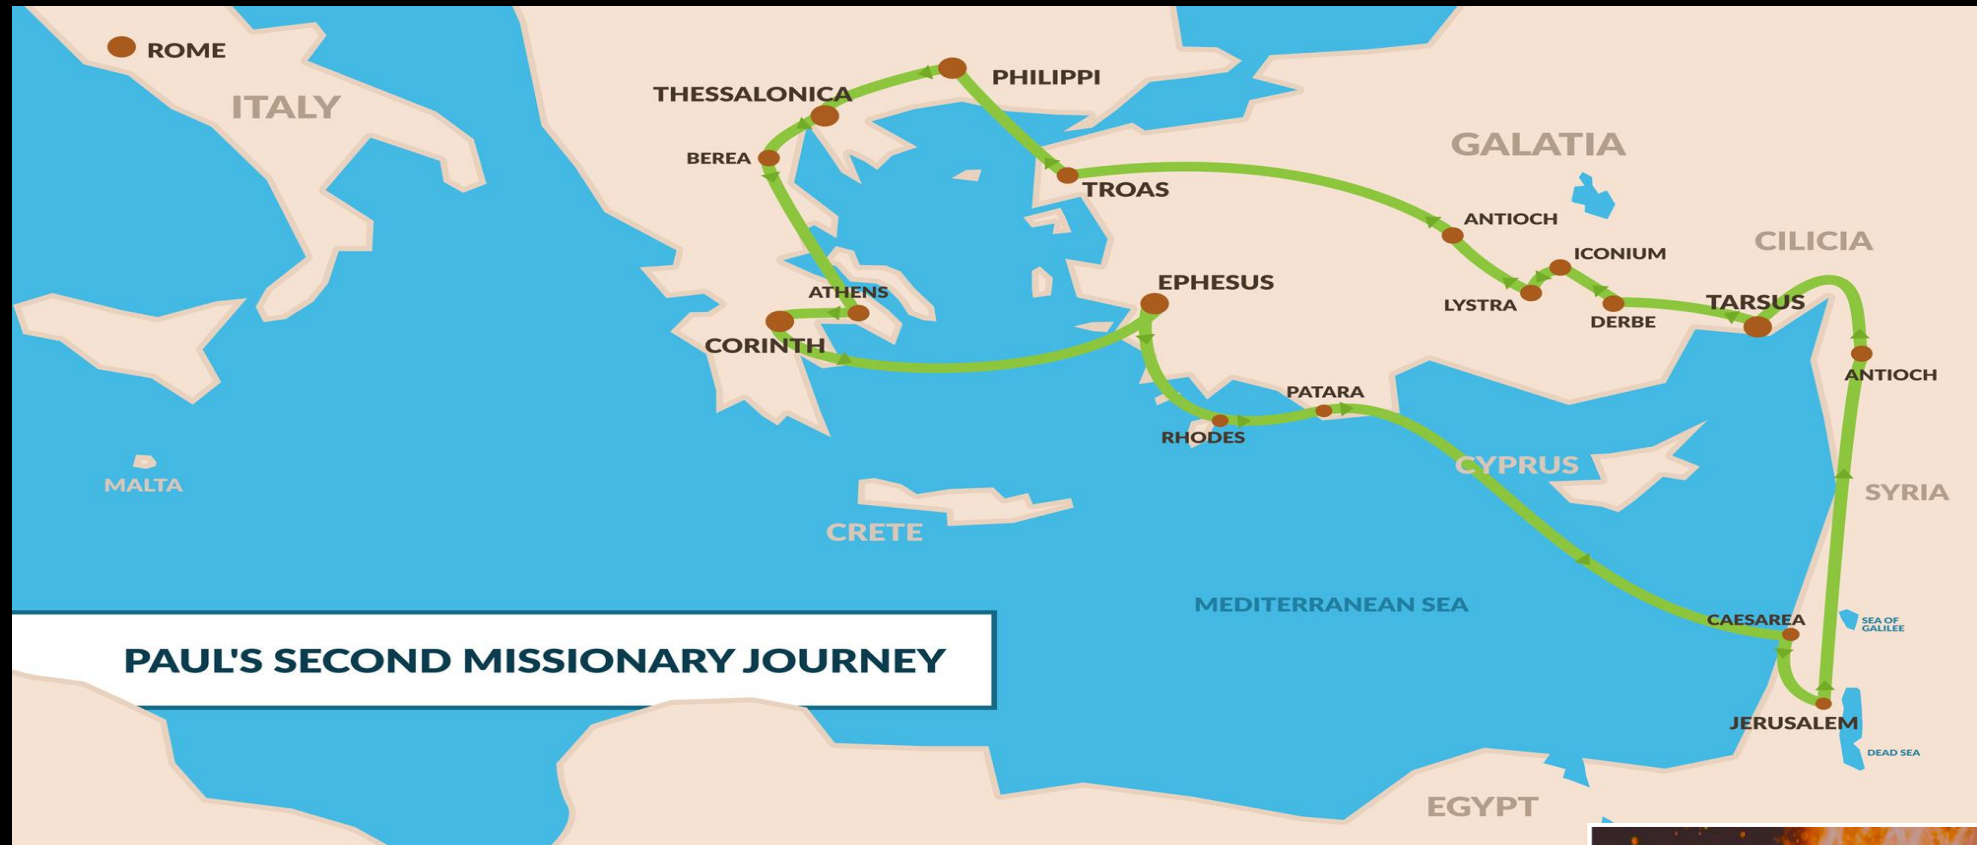 ROME
ITALY
PHILIPPI
THESSALONICA
BEREA
GALATIA
TROAS
ANTIOCH
CILICIA
ICONIUM
EPHESUS
ATHENS
LYSTRA
TARSUS
DERBE
CORINTH
ANTIOCH
PATARA
RHODES
CYPRUS
MALTA
SYRIA
CRETE
MEDITERRANEAN SEA
CAESAREA
SEA OF
GALILEE
PAUL'S SECOND MISSIONARY JOURNEY
JERUSALEM
DEAD SEA
EGYPT